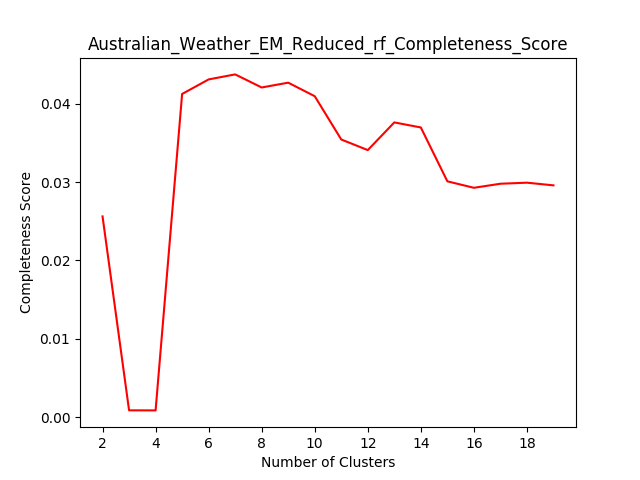 Australian_Weather_EM_Reduced_rf_Completeness_Score
Completeness Score
0.04
0.03
0.02
0.01
0.00
2 4 6 8 10 12 14 16 18
Number of Clusters